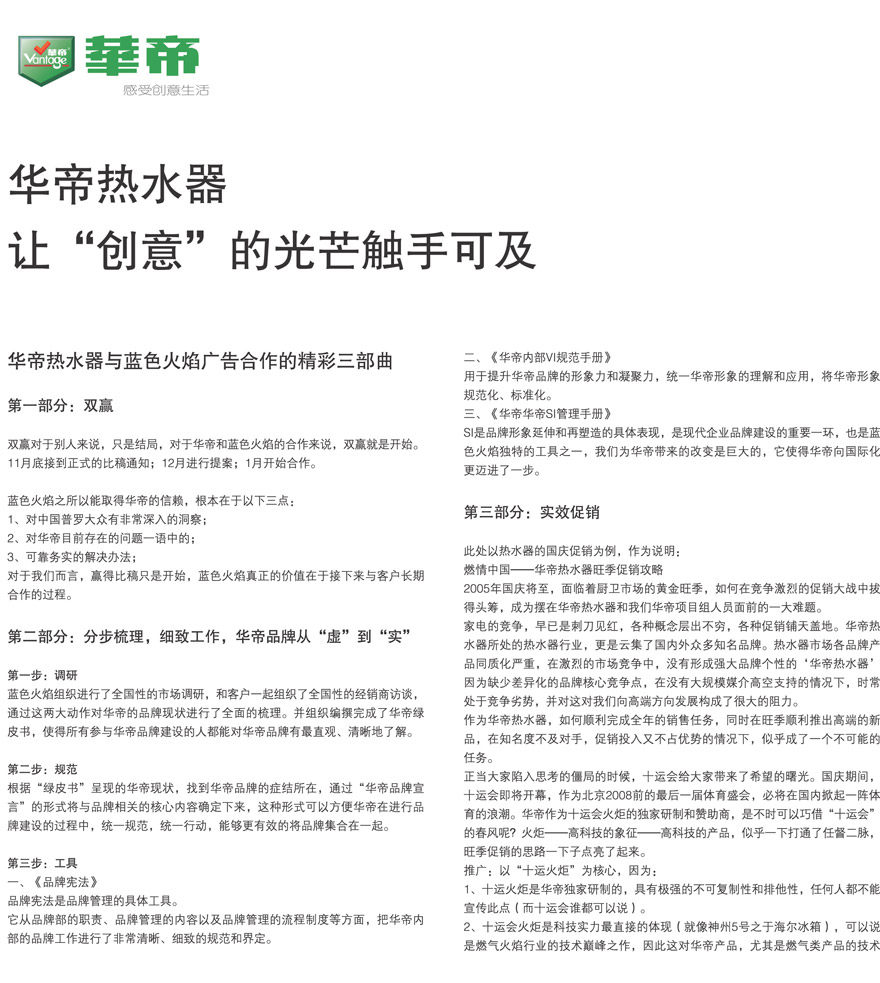 華帝
Vantage
華帝
感受创意生活
华帝热水器
让“创意”的光芒触手可及
华帝热水器与蓝色火焰广告合作的精彩三部曲
第一部分：双赢
双赢对于别人来说，只是结局，对于华帝和蓝色火焰的合作来说，双赢就是开始。
11月底接到正式的比稿通知；12月进行提案；1月开始合作。
蓝色火焰之所以能取得华帝的信赖，根本在于以下三点；
1、对中国普罗大众有非常深入的洞察；
2、对华帝目前存在的问题一语中的；
3、可靠务实的解决办法；
对于我们而言，赢得比稿只是开始，蓝色火焰真正的价值在于接下来与客户长期
合作的过程。
第二部分：分步梳理，细致工作，华帝品牌从“虚”到“实”
第一步：调研
蓝色火焰组织进行了全国性的市场调研，和客户一起组织了全国性的经销商访谈，
通过这两大动作对华帝的品牌现状进行了全面的梳理。并组织编撰完成了华帝绿
皮书，使得所有参与华帝品牌建设的人都能对华帝品牌有最直观、清晰地了解。
第二步：规范
根据“绿皮书”呈现的华帝现状，找到华帝品牌的症结所在，通过“华帝品牌宣
言”的形式将与品牌相关的核心内容确定下来，这种形式可以方便华帝在进行品
牌建设的过程中，统一规范，统一行动，能够更有效的将品牌集合在一起。
第三步：工具
一、《品牌宪法》
品牌宪法是品牌管理的具体工具。
它从品牌部的职责、品牌管理的内容以及品牌管理的流程制度等方面，把华帝内
部的品牌工作进行了非常清晰、细致的规范和界定。
二、《华帝内部VI规范手册》
用于提升华帝品牌的形象力和凝聚力，统一华帝形象的理解和应用，将华帝形象
规范化、标准化。
三、《华帝华帝SI管理手册》
SI是品牌形象延伸和再塑造的具体表现，是现代企业品牌建设的重要一环，也是蓝
色火焰独特的工具之一，我们为华帝带来的改变是巨大的，它使得华帝向国际化
更迈进了一步。
第三部分：实效促销
此处以热水器的国庆促销为例，作为说明；
燃情中国——华帝热水器旺季促销攻略
2005年国庆将至，面临着厨卫市场的黄金旺季，如何在竞争激烈的促销大战中拔
得头筹，成为摆在华帝热水器和我们华帝项目组人员面前的一大难题。
家电的竞争，早已是刺刀见红，各种概念层出不穷，各种促销铺天盖地。华帝热
水器所处的热水器行业，更是云集了国内外众多知名品牌。热水器市场各品牌产
品同质化严重，在激烈的市场竞争中，没有形成强大品牌个性的‘华帝热水器’
因为缺少差异化的品牌核心竞争点，在没有大规模媒介高空支持的情况下，时常
处于竞争劣势，并对这对我们向高端方向发展构成了很大的阻力。
作为华帝热水器，如何顺利完成全年的销售任务，同时在旺季顺利推出高端的新
品，在知名度不及对手，促销投入又不占优势的情况下，似乎成了一个不可能的
任务。
正当大家陷入思考的僵局的时候，十运会给大家带来了希望的曙光。国庆期间，
十运会即将开幕，作为北京2008前的最后一届体育盛会，必将在国内掀起一阵体
育的浪潮。华帝作为十运会火炬的独家研制和赞助商，是不时可以巧借“十运会”
的春风呢？火炬——高科技的象征——高科技的产品，似乎一下打通了任督二脉，
旺季促销的思路一下子点亮了起来。
推广：以“十运火炬”为核心，因为；
1、十运火炬是华帝独家研制的，具有极强的不可复制性和排他性，任何人都不能
宣传此点（而十运会谁都可以说）。
2、十运会火炬是科技实力最直接的体现（就像神州5号之于海尔冰箱），可以说
是燃气火焰行业的技术巅峰之作，因此这对华帝产品，尤其是燃气类产品的技术